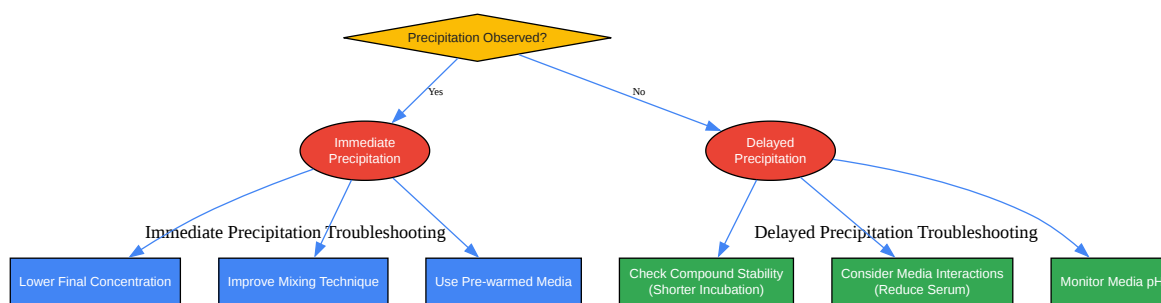 Precipitation Observed?
Yes
No
Immediate
Precipitation
Delayed
Precipitation
Immediate Precipitation Troubleshooting
Delayed Precipitation Troubleshooting
Lower Final Concentration
Improve Mixing Technique
Use Pre-warmed Media
Check Compound Stability
(Shorter Incubation)
Consider Media Interactions
(Reduce Serum)
Monitor Media pH